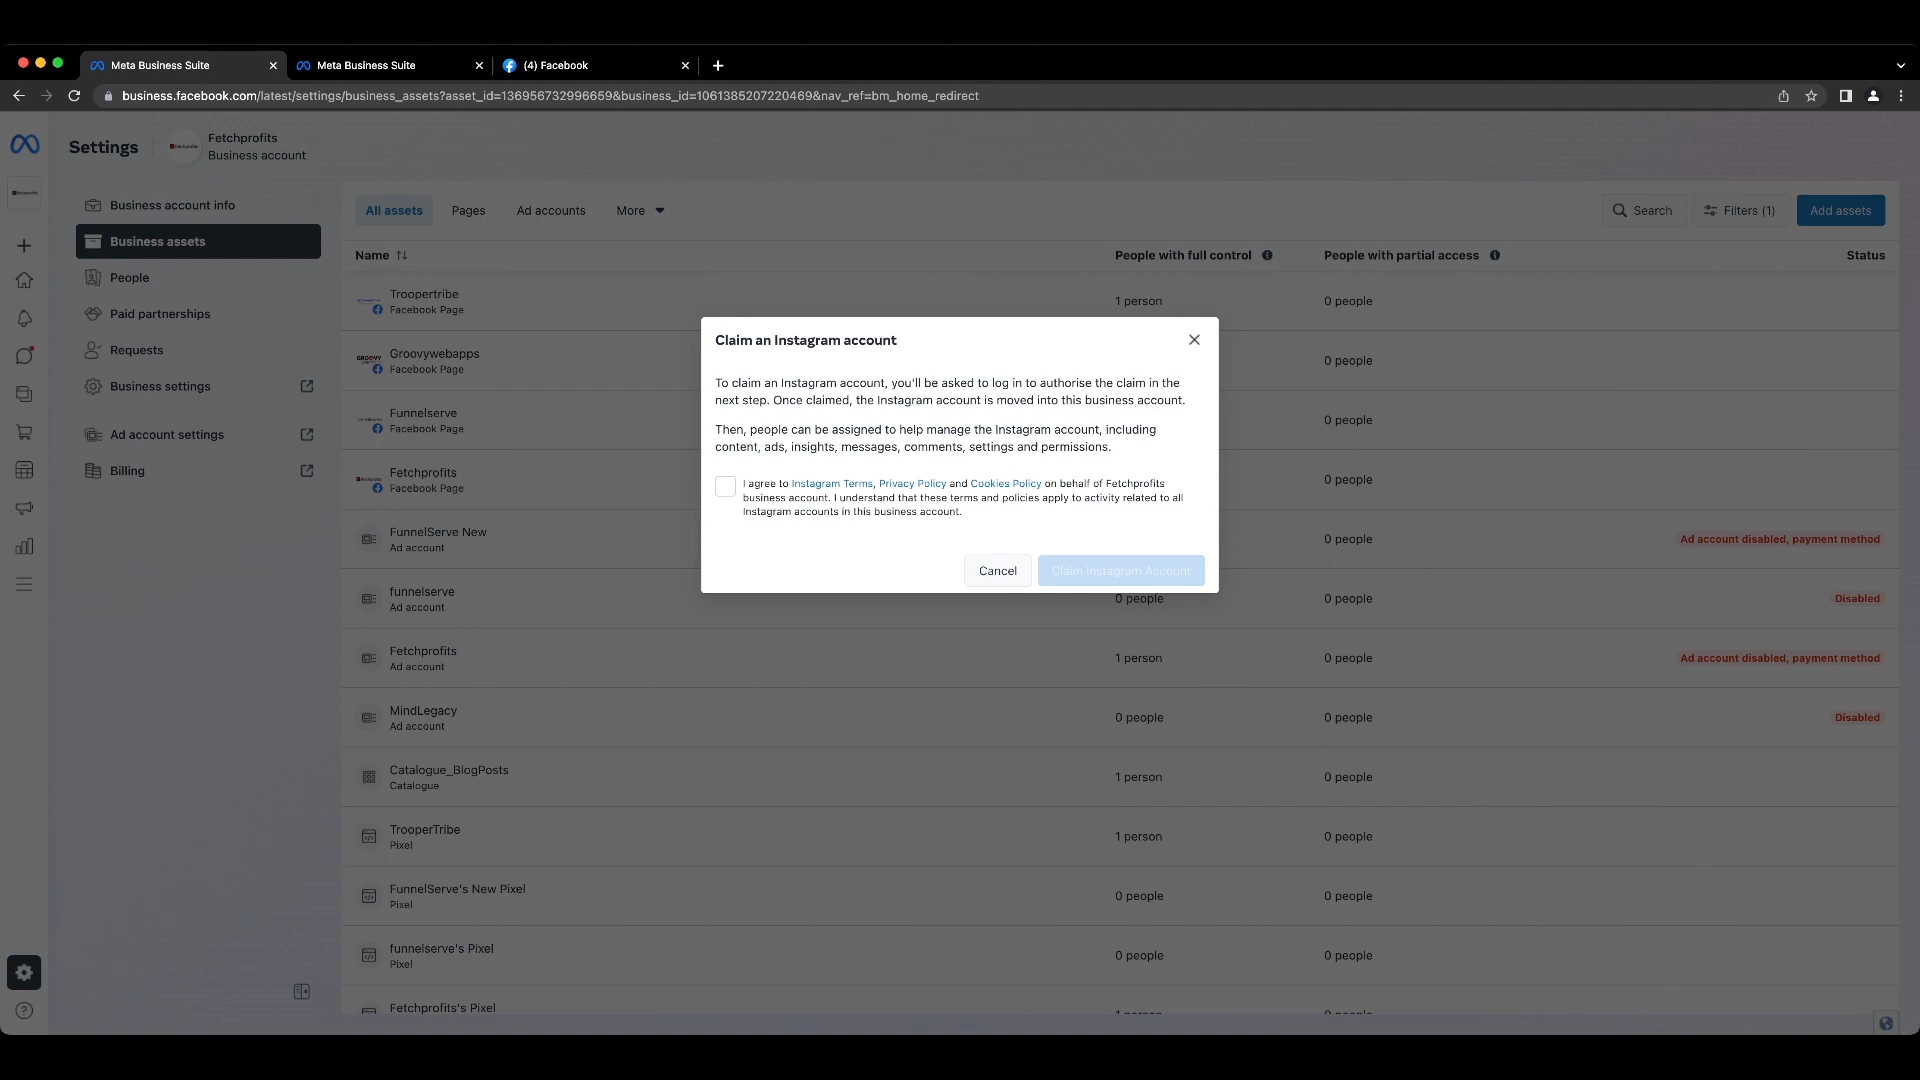 Meta Business Suite
Meta Business Suite
(4) Facebook
business.facebook.com/latest/settings/business_assets?asset_id=136956732996659&business_id=1061385207220469&nav_ref=bm_home_redirect
Settings
Fetchprofits
Business account
Business account info
Business assets
People
Paid partnerships
Requests
Business settings
Ad account settings
Billing
All assets Pages Ad accounts More
Search Filters (1) Add assets
Name People with full control People with partial access Status
Troopertribe
Facebook Page
1 person 0 people
Groovywebapps
Facebook Page
0 people
Funnelserve
Facebook Page
0 people
Fetchprofits
Facebook Page
0 people
FunnelServe New
Ad account
0 people Ad account disabled, payment method
funnelserve
Ad account
0 people 0 people Disabled
Fetchprofits
Ad account
1 person 0 people Ad account disabled, payment method
MindLegacy
Ad account
0 people 0 people Disabled
Catalogue_BlogPosts
Catalogue
1 person 0 people
TrooperTribe
Pixel
1 person 0 people
FunnelServe's New Pixel
Pixel
0 people 0 people
funnelserve's Pixel
Pixel
0 people 0 people
Fetchprofits's Pixel
1 person 0 people
Claim an Instagram account
To claim an Instagram account, you'll be asked to log in to authorise the claim in the
next step. Once claimed, the Instagram account is moved into this business account.
Then, people can be assigned to help manage the Instagram account, including
content, ads, insights, messages, comments, settings and permissions.
I agree to Instagram Terms, Privacy Policy and Cookies Policy on behalf of Fetchprofits
business account. I understand that these terms and policies apply to activity related to all
Instagram accounts in this business account.
Cancel Claim Instagram Account